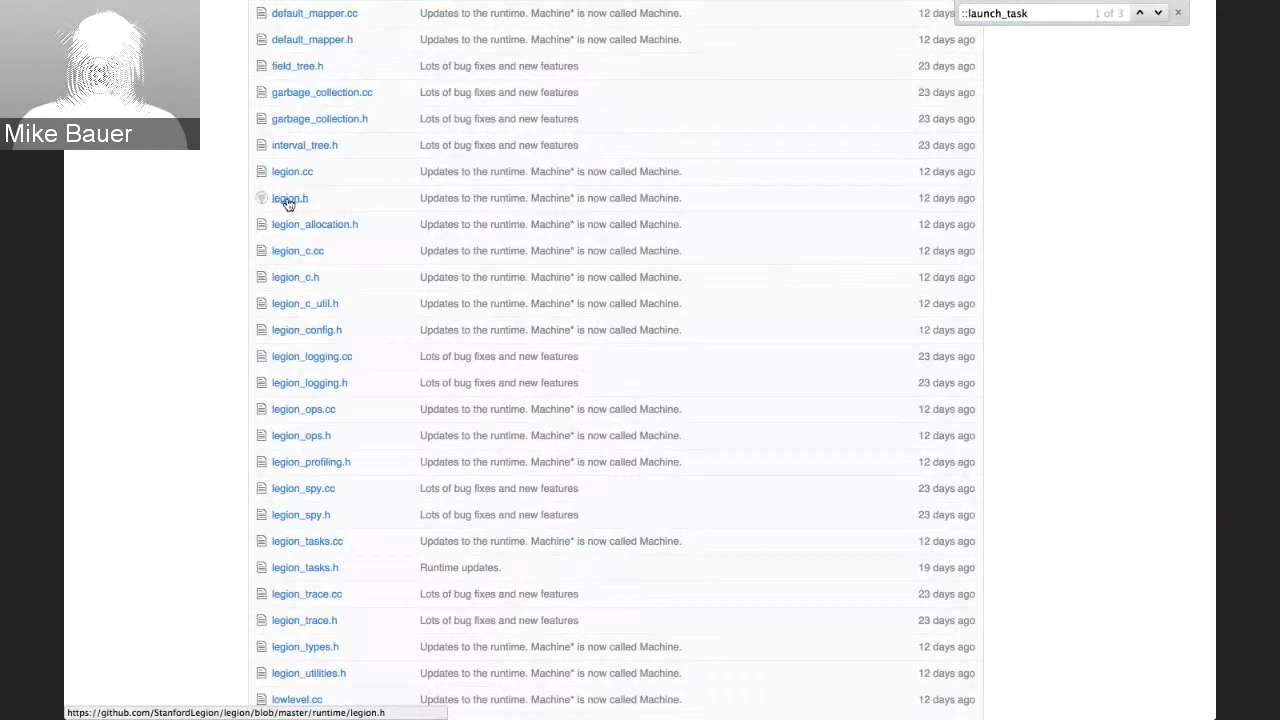 default_mapper.cc Updates to the runtime. Machine* is now called Machine. 12 days
::launch_task 1 of 3
default_mapper.h Updates to the runtime. Machine* is now called Machine. 12 days ago
field_tree.h Lots of bug fixes and new features 23 days ago
garbage_collection.cc Lots of bug fixes and new features 23 days ago
garbage_collection.h Lots of bug fixes and new features 23 days ago
Mike Bauer
interval_tree.h Lots of bug fixes and new features 23 days ago
legion.cc Updates to the runtime. Machine* is now called Machine. 12 days ago
legion.h Updates to the runtime. Machine* is now called Machine. 12 days ago
legion_allocation.h Updates to the runtime. Machine* is now called Machine. 12 days ago
legion_c.cc Updates to the runtime. Machine* is now called Machine. 12 days ago
legion_c.h Updates to the runtime. Machine* is now called Machine. 12 days ago
legion_c_util.h Updates to the runtime. Machine* is now called Machine. 12 days ago
legion_config.h Updates to the runtime. Machine* is now called Machine. 12 days ago
legion_logging.cc Lots of bug fixes and new features 23 days ago
legion_logging.h Lots of bug fixes and new features 23 days ago
legion_ops.cc Updates to the runtime. Machine* is now called Machine. 12 days ago
legion_ops.h Updates to the runtime. Machine* is now called Machine. 12 days ago
legion_profiling.h Updates to the runtime. Machine* is now called Machine. 12 days ago
legion_spy.cc Lots of bug fixes and new features 23 days ago
legion_spy.h Lots of bug fixes and new features 23 days ago
legion_tasks.cc Updates to the runtime. Machine* is now called Machine. 12 days ago
legion_tasks.h Runtime updates. 19 days ago
legion_trace.cc Lots of bug fixes and new features 23 days ago
legion_trace.h Lots of bug fixes and new features 23 days ago
legion_types.h Updates to the runtime. Machine* is now called Machine. 12 days ago
legion_utilities.h Updates to the runtime. Machine* is now called Machine. 12 days ago
lowlevel.cc Updates to the runtime. Machine* is now called Machine. 12 days ago
https://github.com/StanfordLegion/legion/blob/master/runtime/legion.h